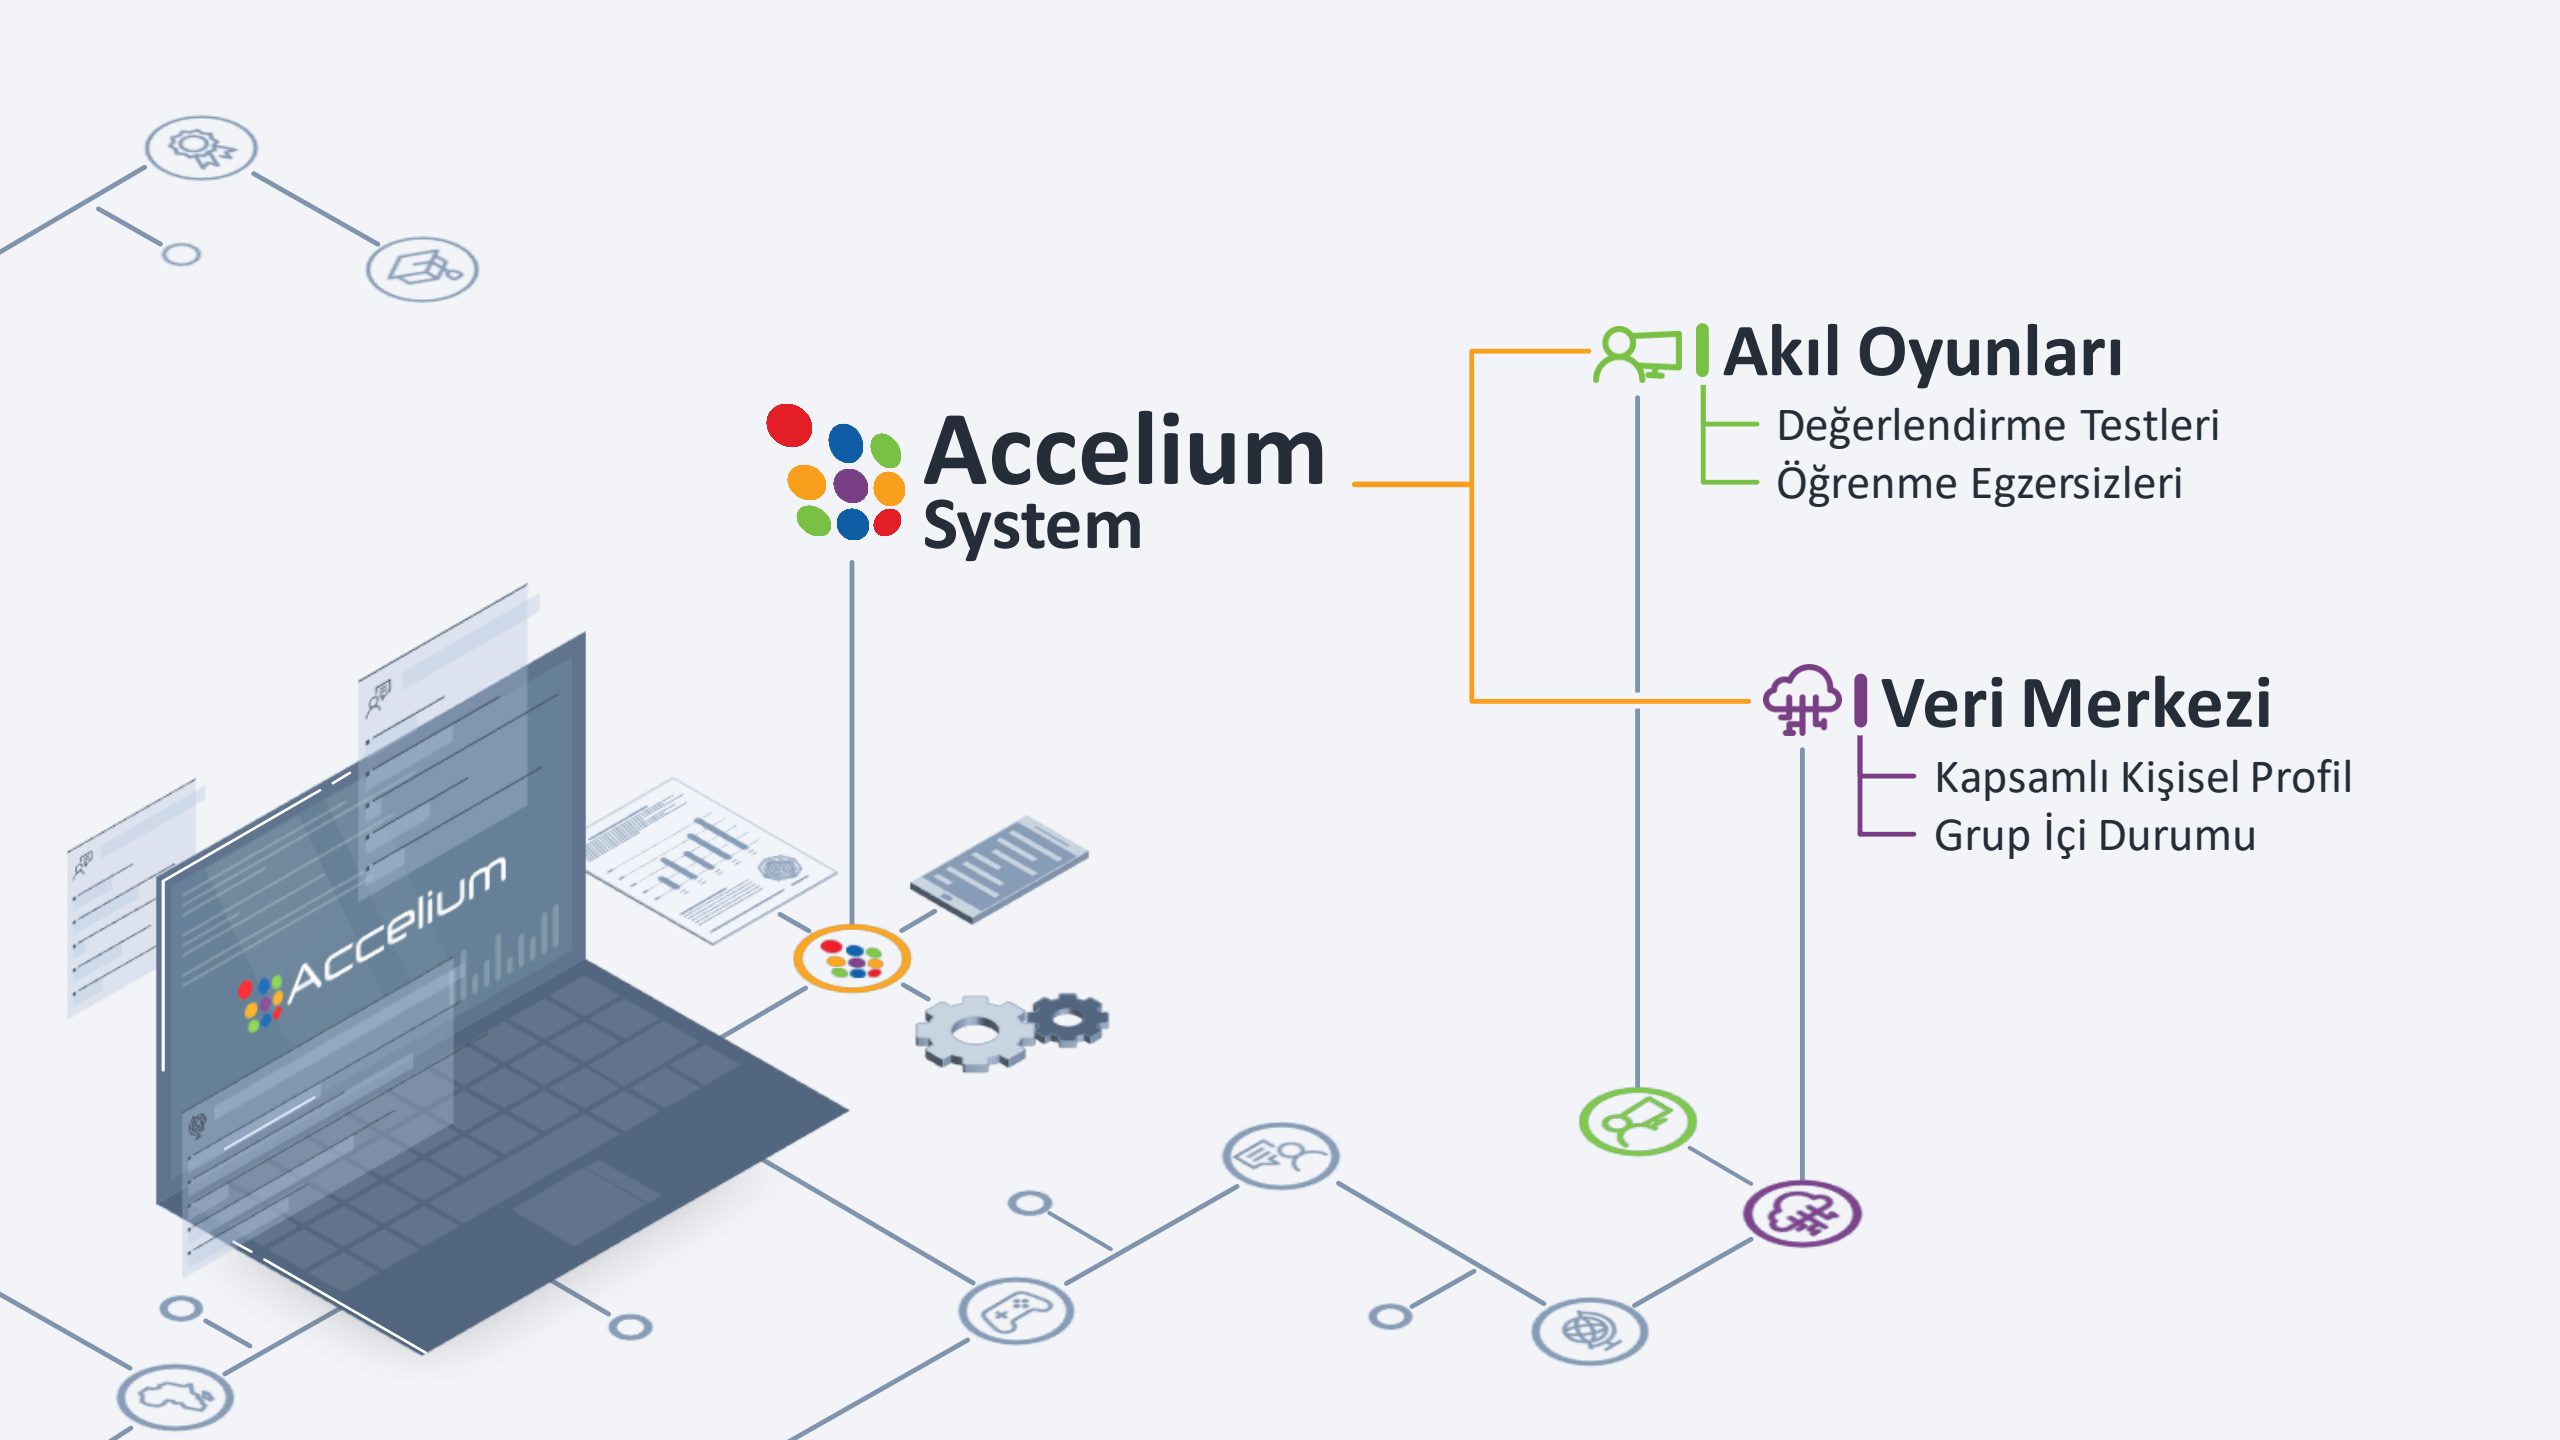 Accelium
System
Akıl Oyunları
Değerlendirme Testleri
Öğrenme Egzersizleri
Veri Merkezi
Kapsamlı Kişisel Profil
Grup İçi Durumu
Accelium